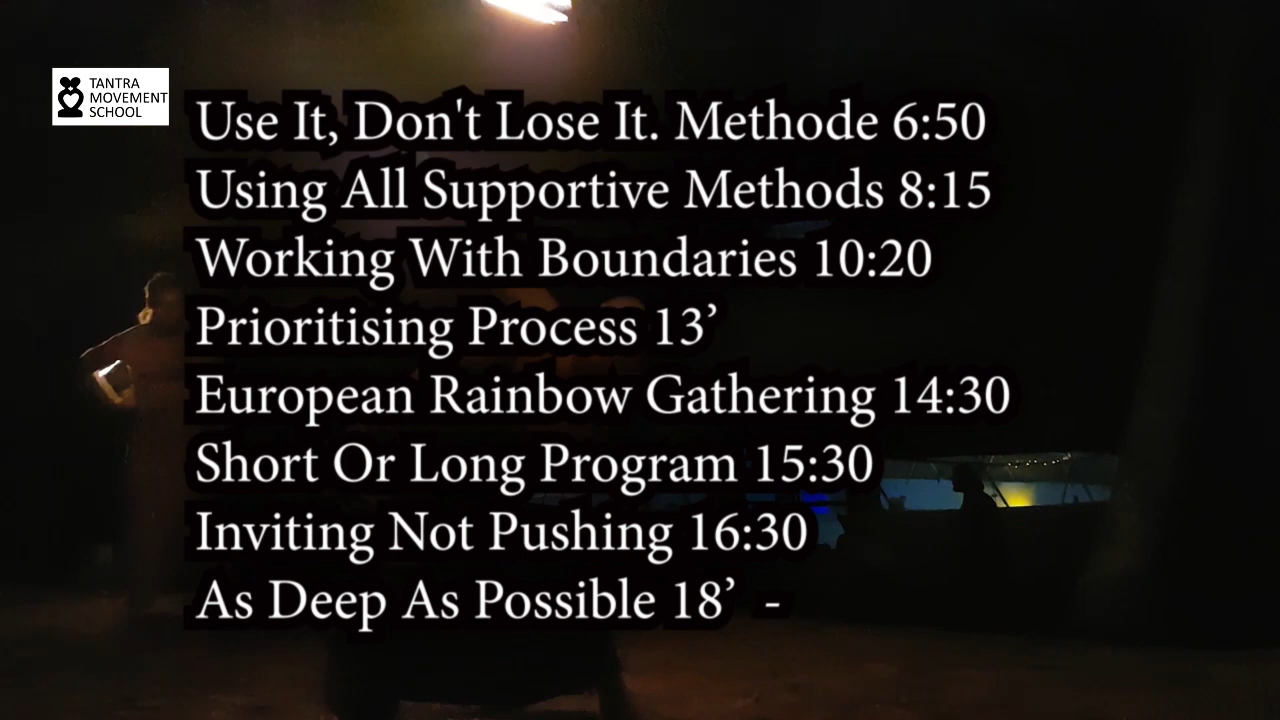 TANTRA
MOVEMENT
SCHOOL
Use It, Don't Lose It. Methode 6:50
Using All Supportive Methods 8:15
Working With Boundaries 10:20
Prioritising Process 13’
European Rainbow Gathering 14:30
Short Or Long Program 15:30
Inviting Not Pushing 16:30
As Deep As Possible 18’ -